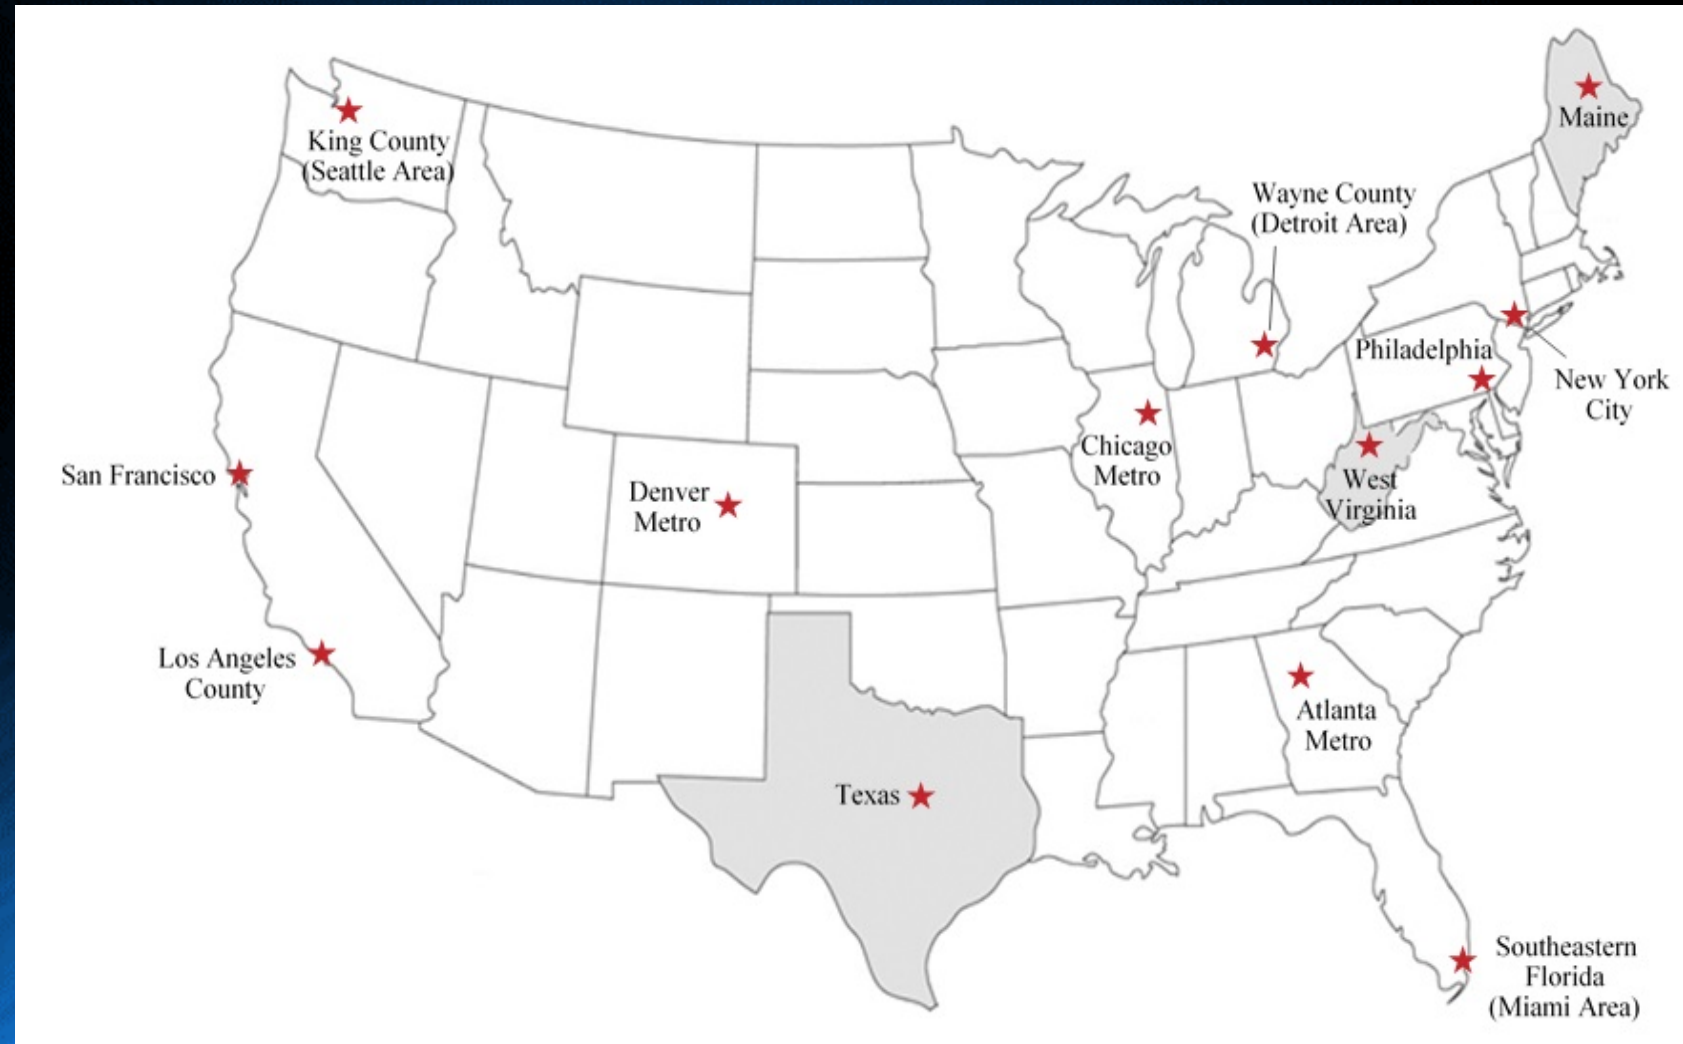 Maine
King County
(Seattle Area)
Wayne County
(Detroit Area)
Philadelphia
New York
City
Chicago
Metro
West
Virginia
San Francisco
Denver
Metro
Los Angeles
County
Atlanta
Metro
Texas
Southeastern
Florida
(Miami Area)